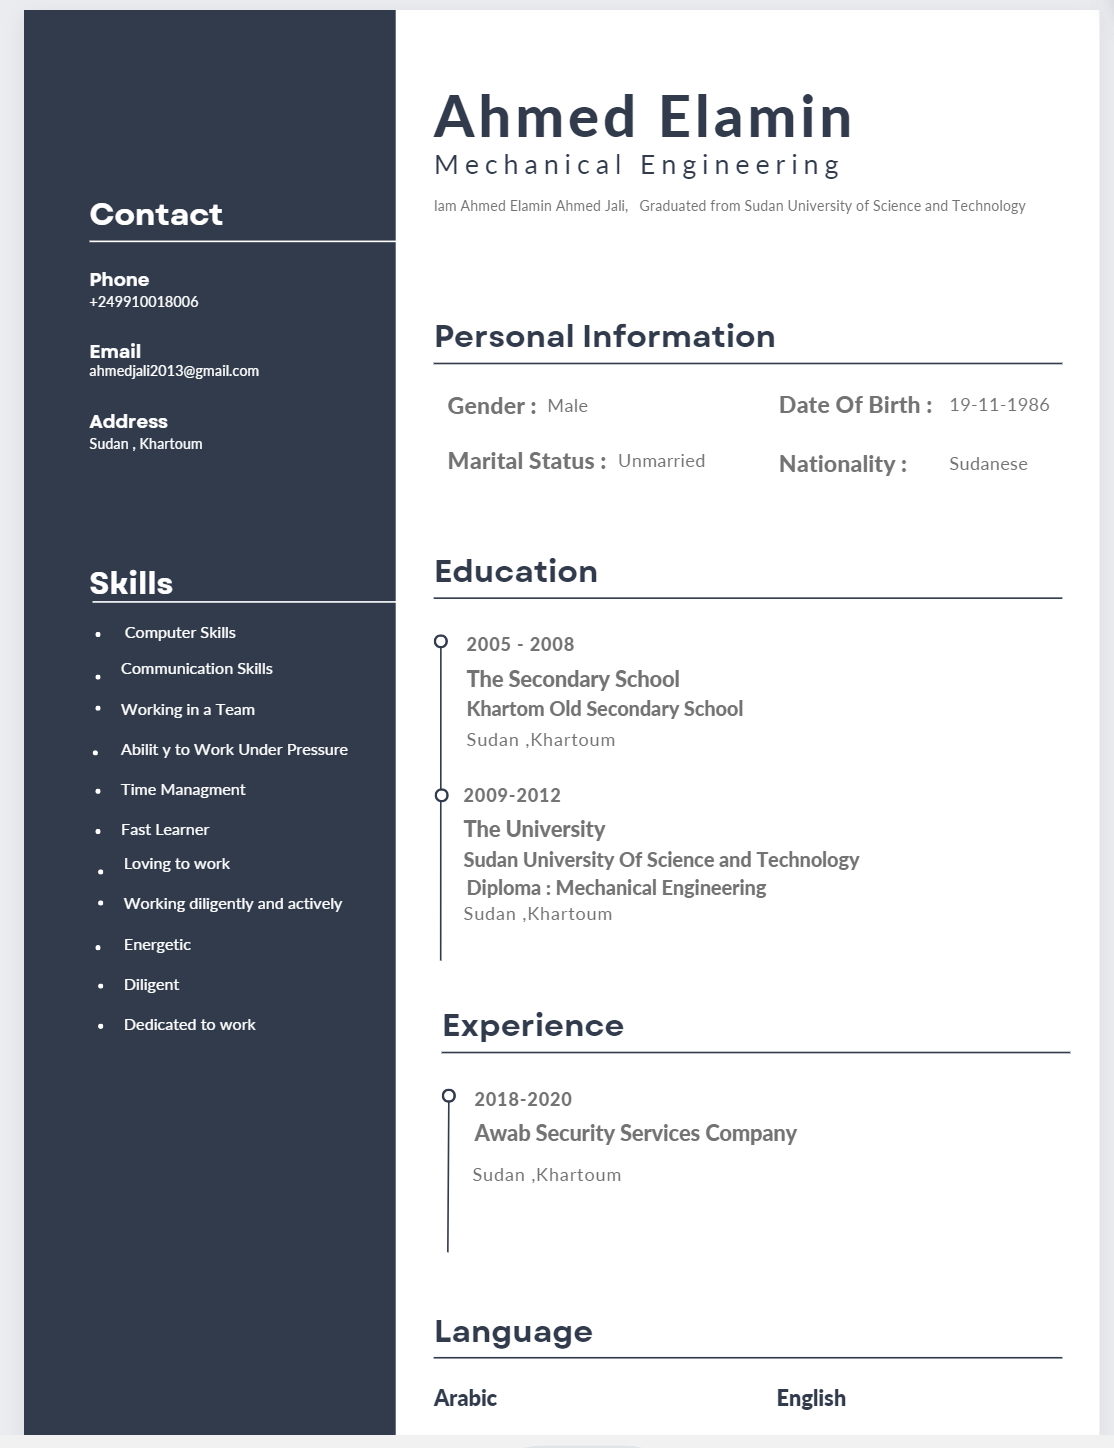 Ahmed Elamin
Mechanical Engineering
Iam Ahmed Elamin Ahmed Jali, Graduated from Sudan University of Science and Technology
Contact
Phone
+249910018006
Email
ahmedjali2013@gmail.com
Address
Sudan , Khartoum
Skills
• Computer Skills
• Communication Skills
• Working in a Team
• Abilit y to Work Under Pressure
• Time Managment
• Fast Learner
• Loving to work
• Working diligently and actively
• Energetic
• Diligent
• Dedicated to work
Personal Information
Gender : Male
Date Of Birth : 19-11-1986
Marital Status : Unmarried
Nationality : Sudanese
Education
2005 - 2008
The Secondary School
Khartom Old Secondary School
Sudan ,Khartoum
2009-2012
The University
Sudan University Of Science and Technology
Diploma : Mechanical Engineering
Sudan ,Khartoum
Experience
2018-2020
Awab Security Services Company
Sudan ,Khartoum
Language
Arabic
English